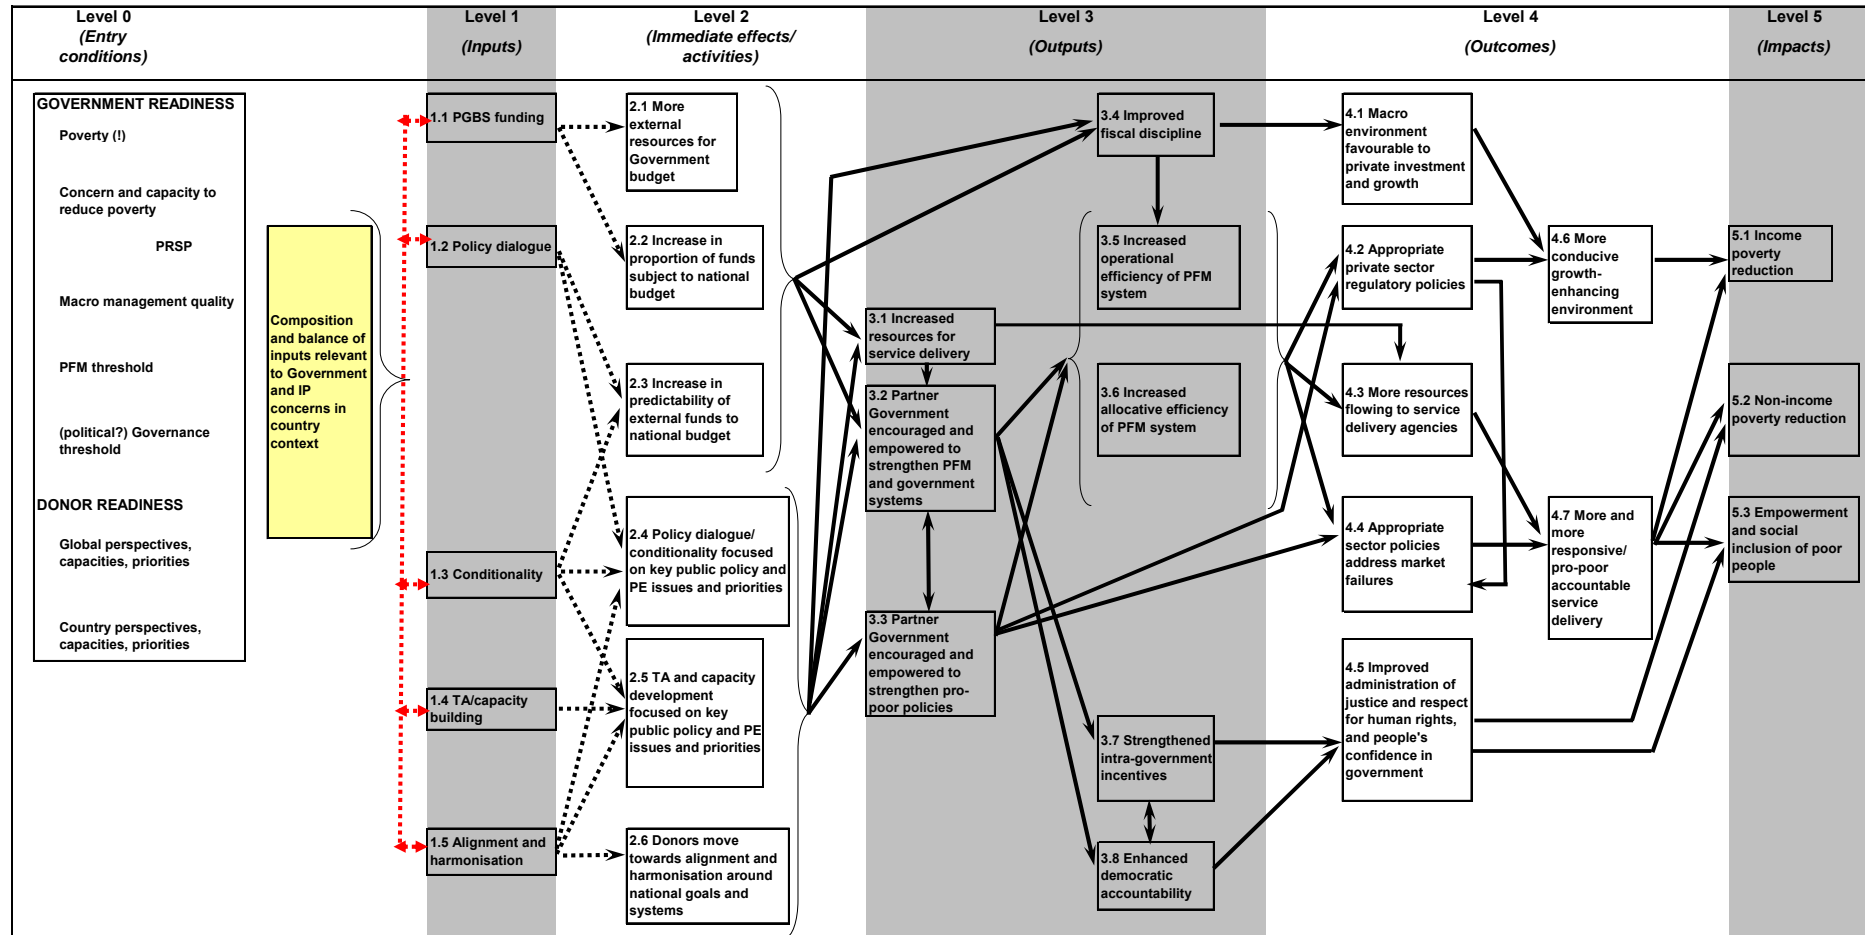 Level 0
(Entry
conditions)
Level 1
(Inputs)
Level 2
(Immediate effects/
activities)
Level 3
(Outputs)
Level 4
(Outcomes)
Level 5
(Impacts)
GOVERNMENT READINESS
Poverty (!)
Concern and capacity to
reduce poverty
PRSP
Macro management quality
PFM threshold
(political?) Governance
threshold
DONOR READINESS
Global perspectives,
capacities, priorities
Country perspectives,
capacities, priorities
Composition
and balance of
inputs relevant
to Government
and IP
concerns in
country
context
1.1 PGBS funding
1.2 Policy dialogue
1.3 Conditionality
1.4 TA/capacity
building
1.5 Alignment and
harmonisation
2.1 More
external
resources for
Government
budget
2.2 Increase in
proportion of funds
subject to national
budget
2.3 Increase in
predictability of
external funds to
national budget
2.4 Policy dialogue/
conditionality focused
on key public policy and
PE issues and priorities
2.5 TA and capacity
development
focused on key
public policy and PE
issues and priorities
2.6 Donors move
towards alignment and
harmonisation around
national goals and
systems
3.1 Increased
resources for
service delivery
3.2 Partner
Government
encouraged and
empowered to
strengthen PFM
and government
systems
3.3 Partner
Government
encouraged and
empowered to
strengthen pro-
poor policies
3.4 Improved
fiscal discipline
3.5 Increased
operational
efficiency of PFM
system
3.6 Increased
allocative efficiency
of PFM system
3.7 Strengthened
intra-government
incentives
3.8 Enhanced
democratic
accountability
4.1 Macro
environment
favourable to
private investment
and growth
4.2 Appropriate
private sector
regulatory policies
4.3 More resources
flowing to service
delivery agencies
4.4 Appropriate
sector policies
address market
failures
4.5 Improved
administration of
justice and respect
for human rights,
and people's
confidence in
government
4.6 More
conducive
growth-
enhancing
environment
4.7 More and
more
responsive/
pro-poor
accountable
service
delivery
5.1 Income
poverty
reduction
5.2 Non-income
poverty reduction
5.3 Empowerment
and social
inclusion of poor
people